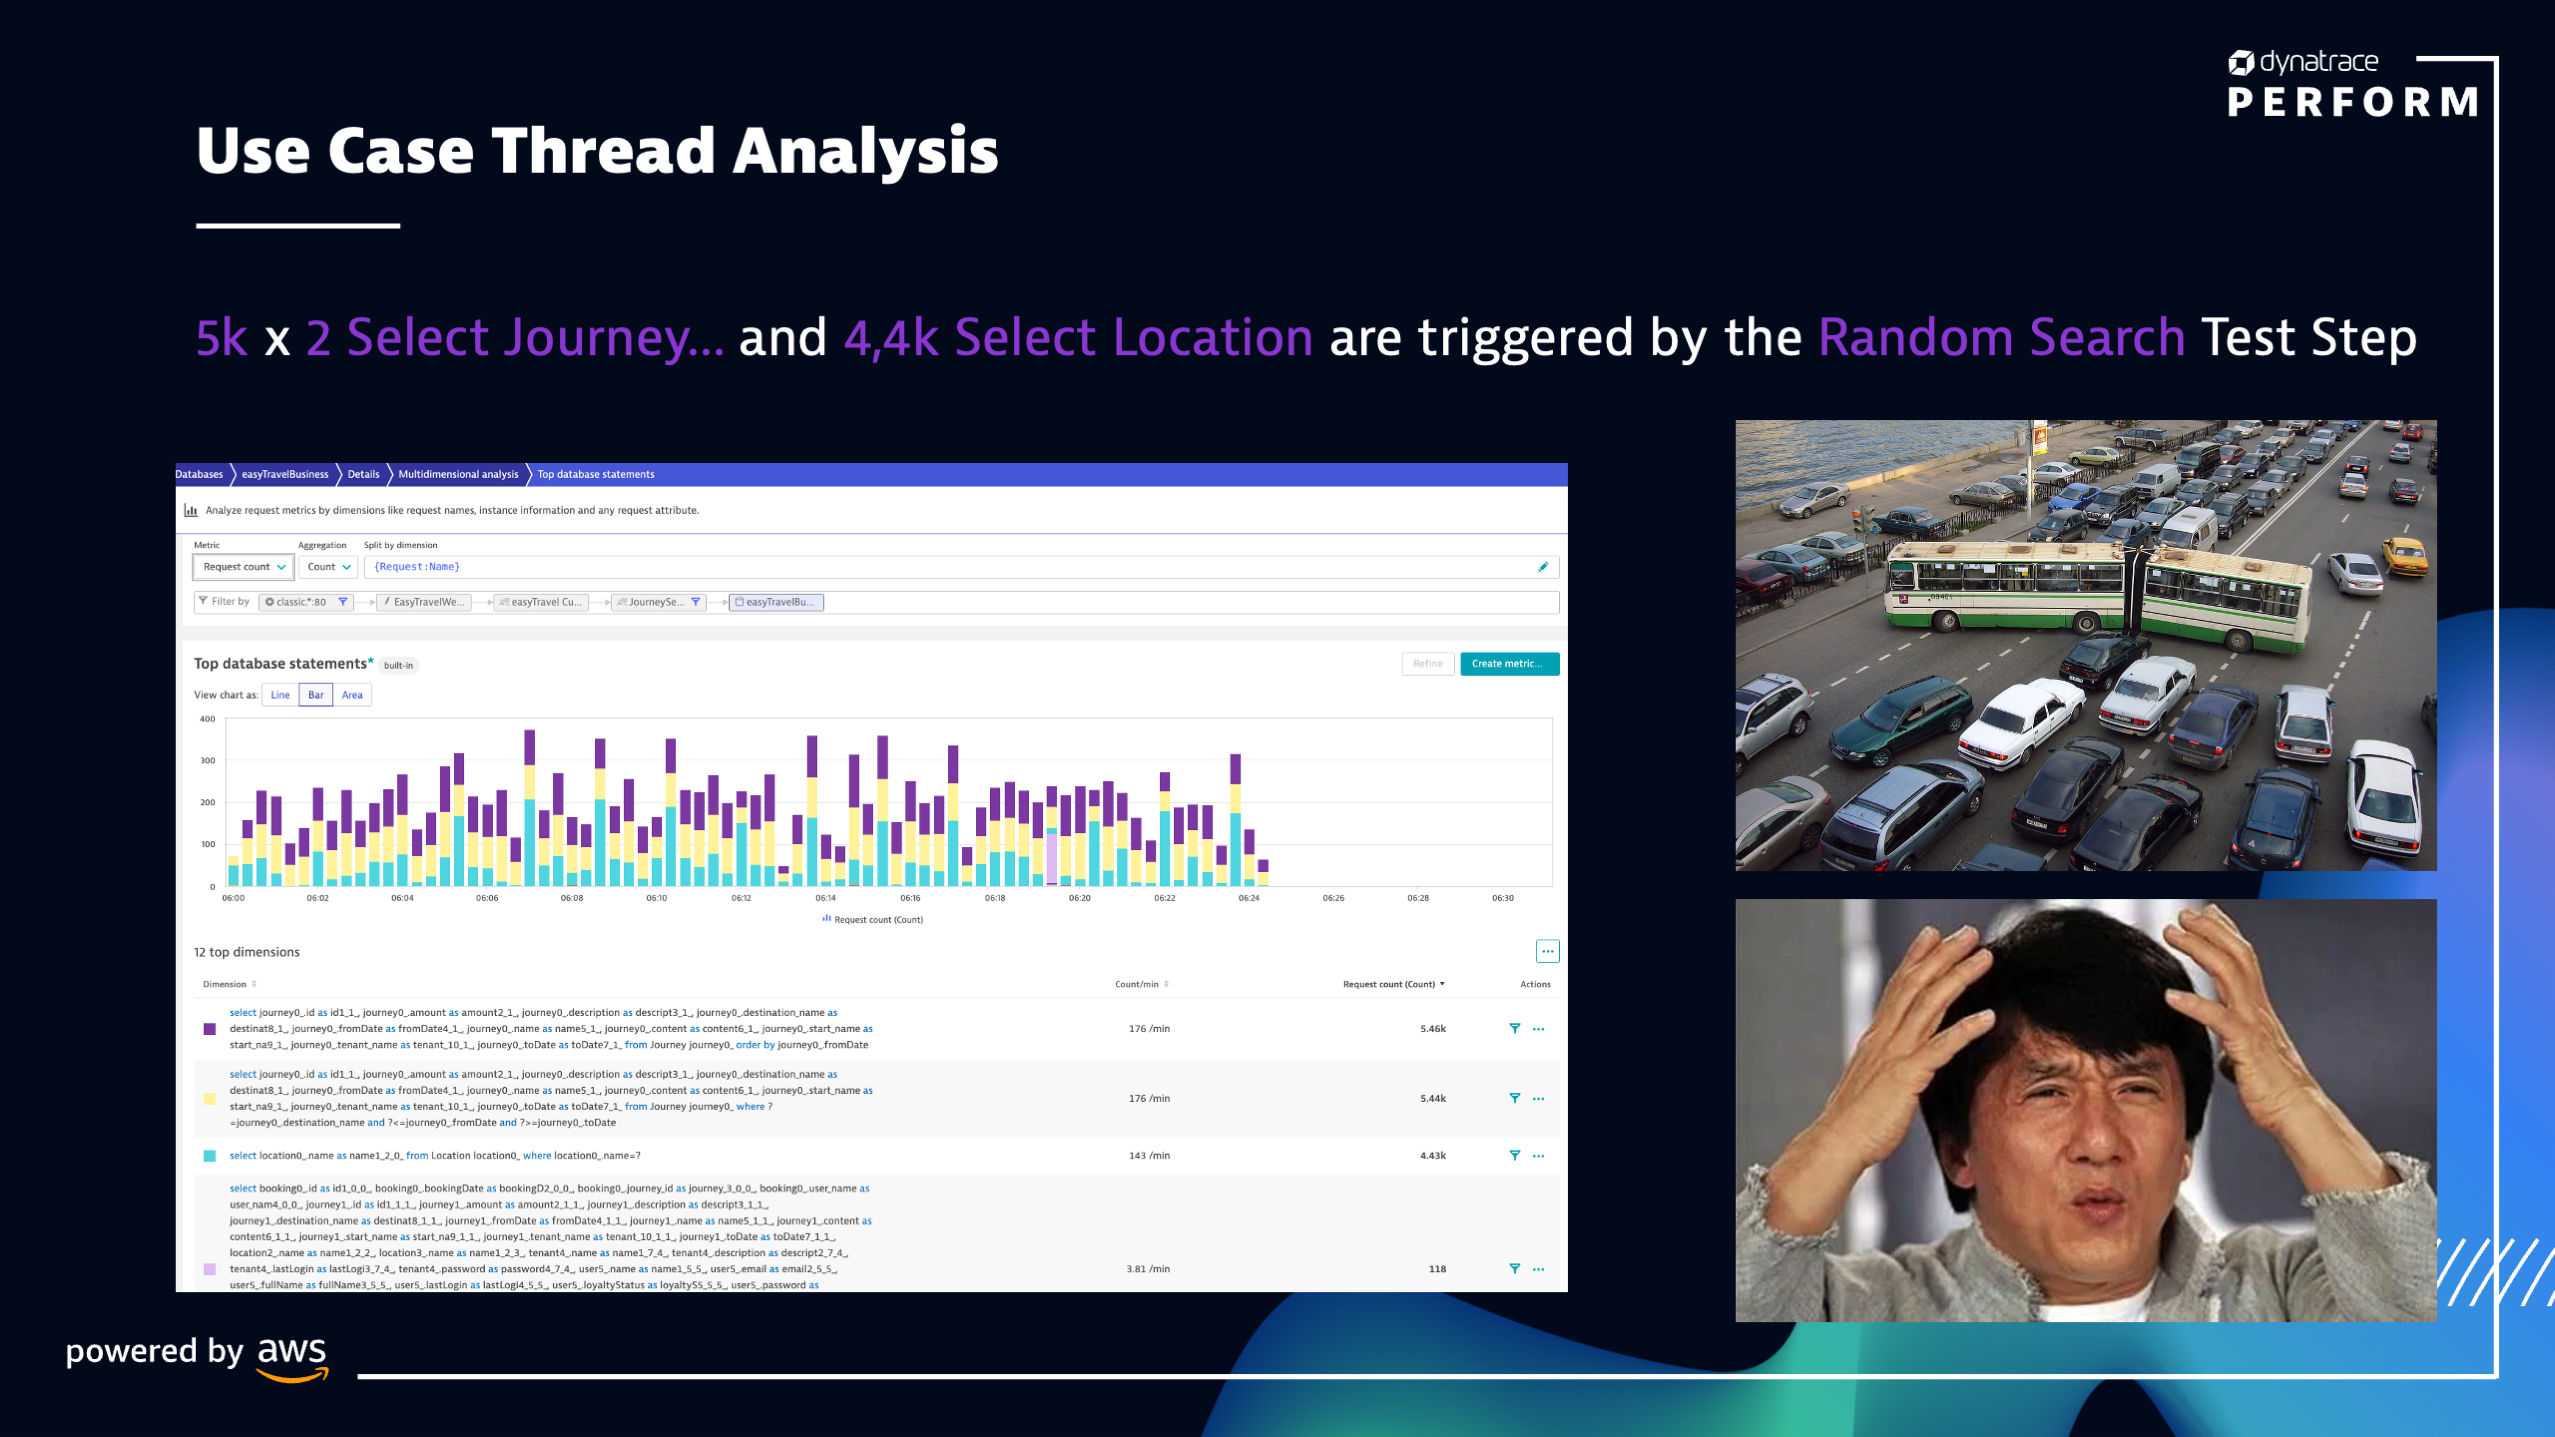 dynatrace
PERFORM
Use Case Thread Analysis
5k x 2 Select Journey... and 4,4k Select Location are triggered by the Random Search Test Step
Databases
easyTravelBusiness
Details
Multidimensional analysis
Top database statements
Analyze request metrics by dimensions like request names, instance information and any request attribute.
Metric
Aggregation
Split by dimension
Request count
Count
{Request:Name}
Filter by
classic.*:80
EasyTravelWe...
easyTravel Cu...
JourneySe...
easyTravelBu...
Top database statements*
built-in
Refine
Create metric...
View chart as:
Line
Bar
Area
400
300
200
100
0
06:00
06:02
06:04
06:06
06:08
06:10
06:12
06:14
06:16
06:18
06:20
06:22
06:24
06:26
06:28
06:30
Request count (Count)
12 top dimensions
...
Dimension
Count/min
Request count (Count)
Actions
select journey0_.id as id1_1_, journey0_.amount as amount2_1_, journey0_.description as descript3_1_, journey0_.destination_name as
destinat8_1_, journey0_.fromDate as fromDate4_1_, journey0_.name as name5_1_, journey0_.content as content6_1_, journey0_.start_name as
start_na9_1_, journey0_.tenant_name as tenant_10_1_, journey0_.toDate as toDate7_1_ from Journey journey0_ order by journey0_.fromDate
176 /min
5.46k
...
select journey0_.id as id1_1_, journey0_.amount as amount2_1_, journey0_.description as descript3_1_, journey0_.destination_name as
destinat8_1_, journey0_.fromDate as fromDate4_1_, journey0_.name as name5_1_, journey0_.content as content6_1_, journey0_.start_name as
start_na9_1_, journey0_.tenant_name as tenant_10_1_, journey0_.toDate as toDate7_1_ from Journey journey0_ where ?
=journey0_.destination_name and ?<=journey0_.fromDate and ?>=journey0_.toDate
176 /min
5.44k
...
select location0_.name as name1_2_0_ from Location location0_ where location0_.name=?
143 /min
4.43k
...
select booking0_.id as id1_0_0_, booking0_.bookingDate as bookingD2_0_0_, booking0_.journey_id as journey_3_0_0_, booking0_.user_name as
user_nam4_0_0_, journey1_.id as id1_1_1_, journey1_.amount as amount2_1_1_, journey1_.description as descript3_1_1_,
journey1_.destination_name as destinat8_1_1_, journey1_.fromDate as fromDate4_1_1_, journey1_.name as name5_1_1_, journey1_.content as
content6_1_1_, journey1_.start_name as start_na9_1_1_, journey1_.tenant_name as tenant_10_1_1_, journey1_.toDate as toDate7_1_1_,
location2_.name as name1_2_2_, location3_.name as name1_2_3_, tenant4_.name as name1_7_4_, tenant4_.description as descript2_7_4_,
tenant4_.lastLogin as lastLogi3_7_4_, tenant4_.password as password4_7_4_, user5_.name as name1_5_5_, user5_.email as email2_5_5_,
user5_.fullName as fullName3_5_5_, user5_.lastLogin as lastLogi4_5_5_, user5_.loyaltyStatus as loyaltyS5_5_5_, user5_.password as
3.81 /min
118
...
powered by aws